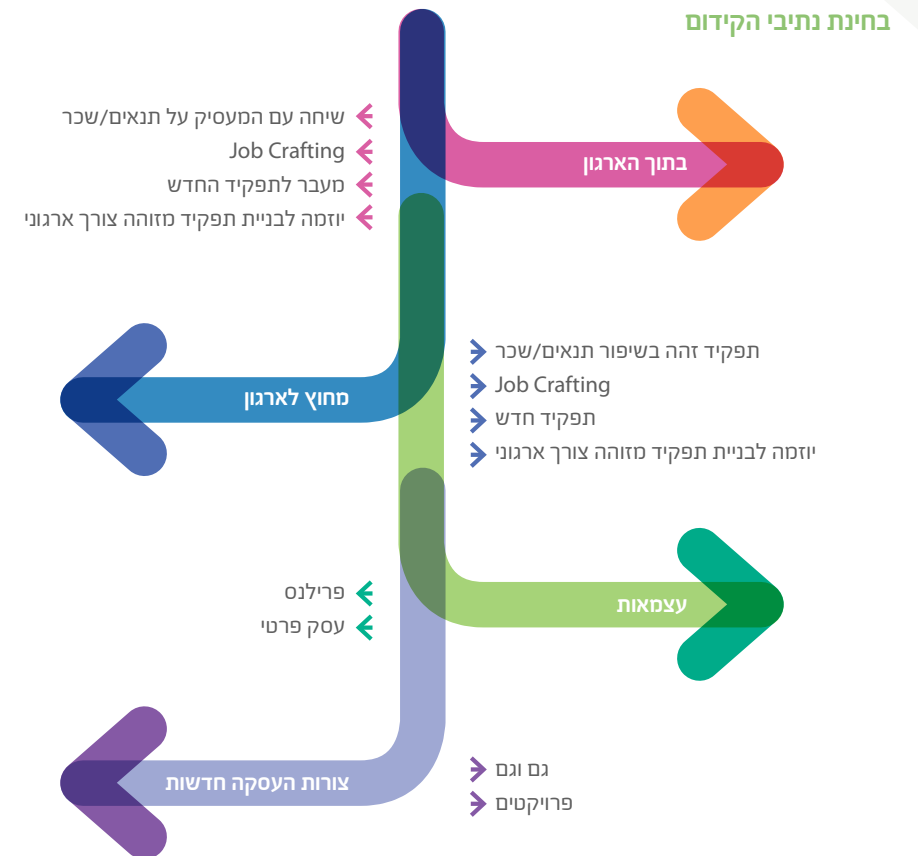 בחינת נתיבי הקידום
בתוך הארגון
שיחה עם המעסיק על תנאים/שכר
Job Crafting
מעבר לתפקיד החדש
יוזמה לבניית תפקיד מזוהה צורך ארגוני
מחוץ לארגון
תפקיד זהה בשיפור תנאים/שכר
Job Crafting
תפקיד חדש
יוזמה לבניית תפקיד מזוהה צורך ארגוני
עצמאות
פרילנס
עסק פרטי
צורות העסקה חדשות
גם וגם
פרויקטים